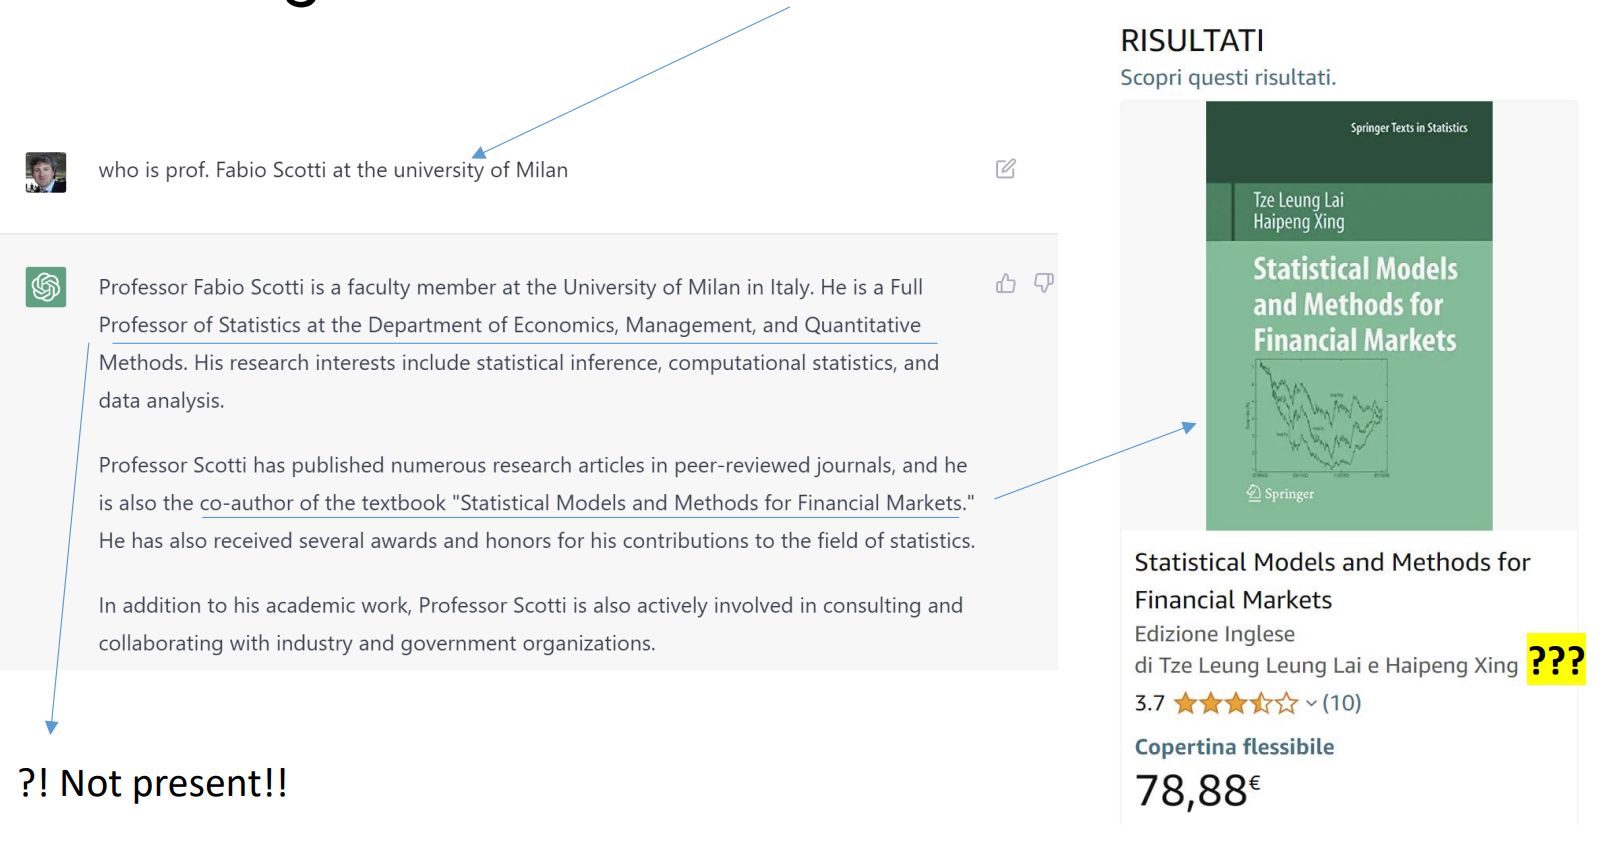 who is prof. Fabio Scotti at the university of Milan
Professor Fabio Scotti is a faculty member at the University of Milan in Italy. He is a Full
Professor of Statistics at the Department of Economics, Management, and Quantitative
Methods. His research interests include statistical inference, computational statistics, and
data analysis.
Professor Scotti has published numerous research articles in peer-reviewed journals, and he
is also the co-author of the textbook "Statistical Models and Methods for Financial Markets."
He has also received several awards and honors for his contributions to the field of statistics.
In addition to his academic work, Professor Scotti is also actively involved in consulting and
collaborating with industry and government organizations.
?! Not present!!
RISULTATI
Scopri questi risultati.
Springer Texts in Statistics
Tze Leung Lai
Haipeng Xing
Statistical Models
and Methods for
Financial Markets
Springer
Statistical Models and Methods for
Financial Markets
Edizione Inglese
di Tze Leung Leung Lai e Haipeng Xing ???
3.7 (10)
Copertina flessibile
78,88€